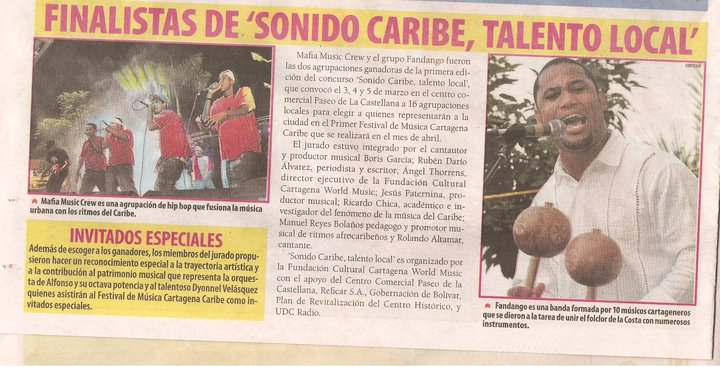 FINALISTAS DE ‘SONIDO CARIBE, TALENTO LOCAL’
Mafia Music Crew es una agrupación de hip hop que fusiona la música
urbana con los ritmos del Caribe.
INVITADOS ESPECIALES
Además de escoger a los ganadores, los miembros del jurado propu-
sieron hacer un reconocimiento especial a la trayectoria artística y
a la contribución al patrimonio musical que representa la orques-
ta de Alfonso y su octava potencia y al talentoso Dyonnel Velásquez
quienes asistirán al Festival de Música Cartagena Caribe como in-
vitados especiales.
Mafia Music Crew y el grupo Fandango fueron
las dos agrupaciones ganadoras de la primera edi-
ción del concurso ‘Sonido Caribe, talento local’,
que convocó el 3, 4 y 5 de marzo en el centro co-
mercial Paseo de La Castellana a 16 agrupaciones
locales para elegir a quienes representarán a la
ciudad en el Primer Festival de Música Cartagena
Caribe que se realizará en el mes de abril.
El jurado estuvo integrado por el cantautor
y productor musical Boris García; Rubén Darío
Álvarez, periodista y escritor; Ángel Thorrens,
director ejecutivo de la Fundación Cultural
Cartagena World Music; Jesús Paternina, pro-
ductor musical; Ricardo Chica, académico e in-
vestigador del fenómeno de la música del Caribe;
Manuel Reyes Bolaños pedagogo y promotor mu-
sical de ritmos afrocaribeños y Rolando Altamar,
cantante.
‘Sonido Caribe, talento local’ es organizado por
la Fundación Cultural Cartagena World Music
con el apoyo del Centro Comercial Paseo de la
Castellana, Reficar S.A., Gobernación de Bolívar,
Plan de Revitalización del Centro Histórico, y
UDC Radio.
CORTESÍA
Fandango es una banda formada por 10 músicos cartageneros
que se dieron a la tarea de unir el folclor de la Costa con numerosos
instrumentos.